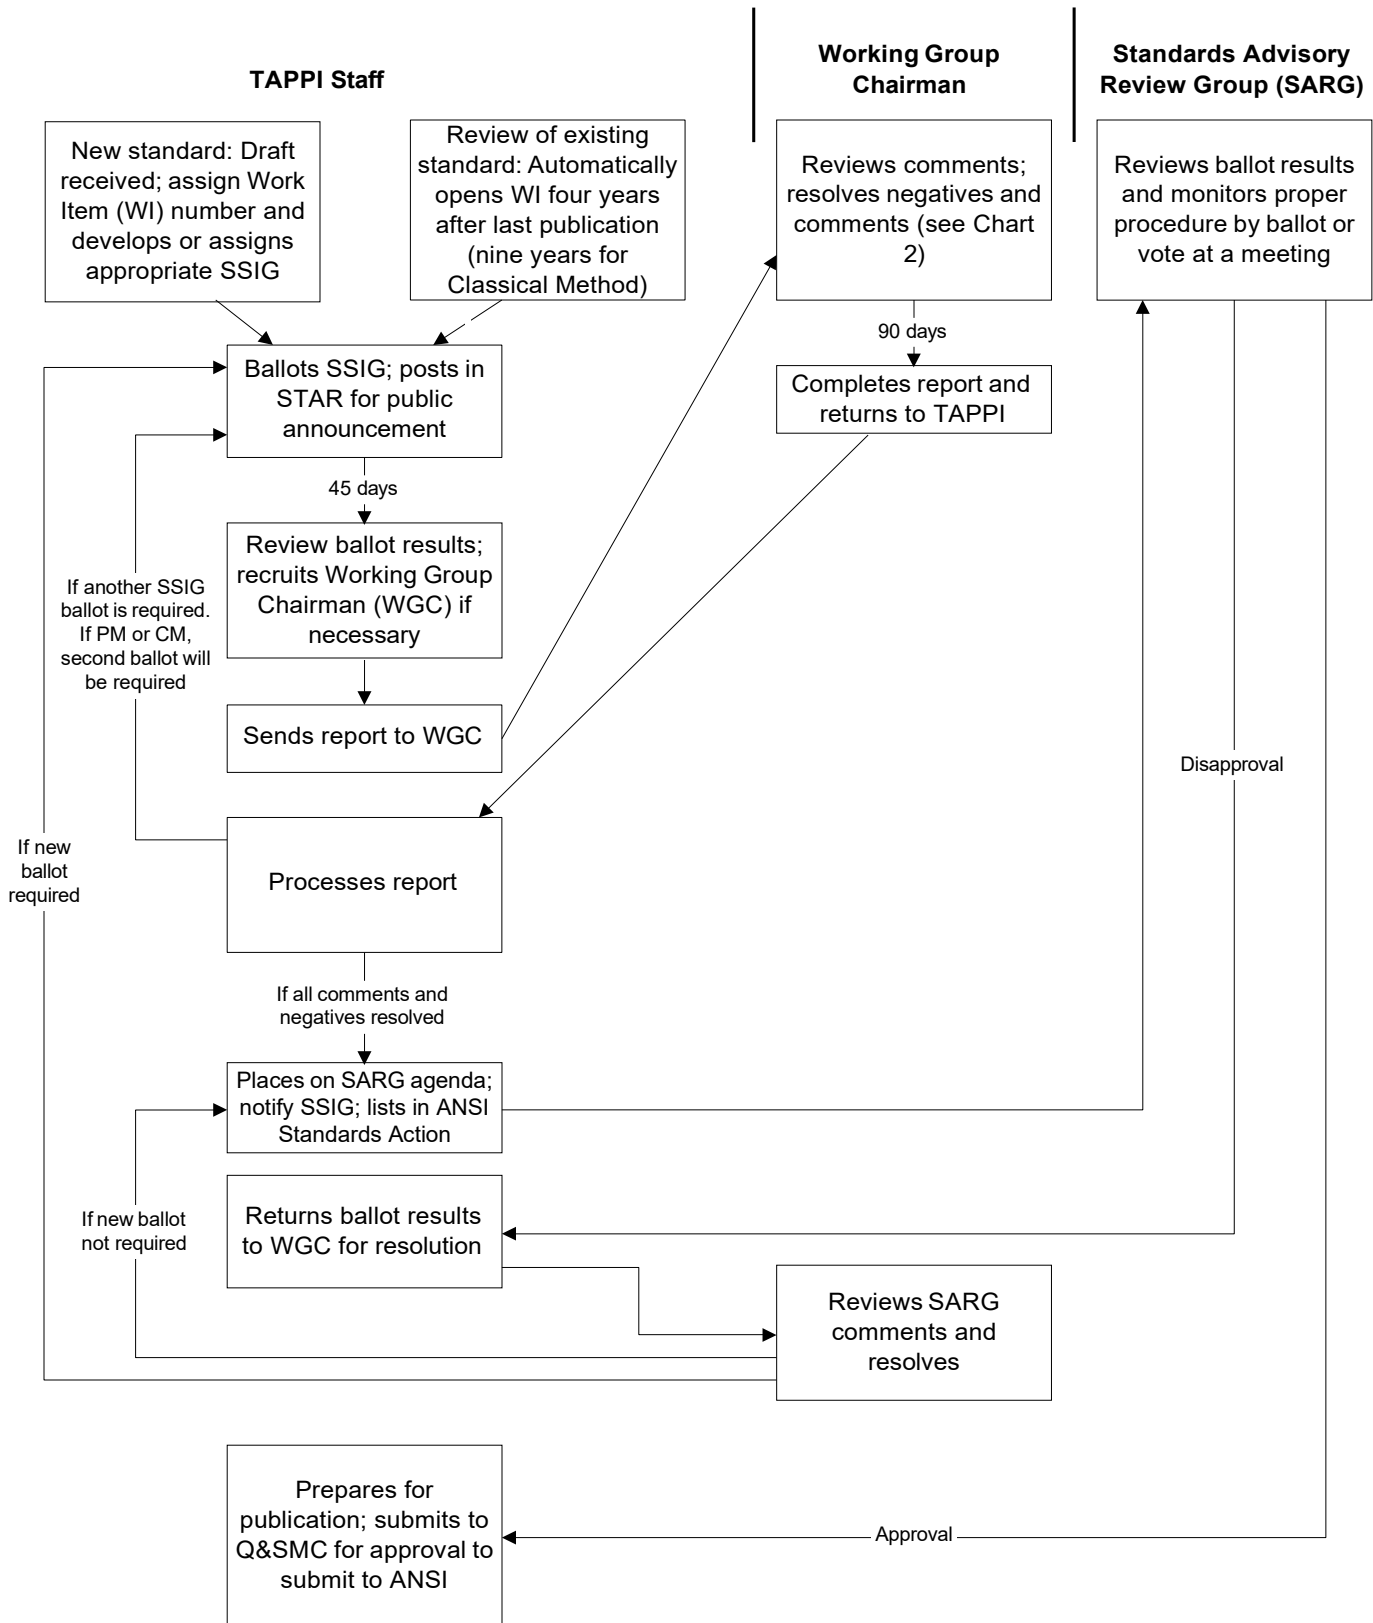 TAPPI Staff
Working Group
Chairman
Standards Advisory
Review Group (SARG)
New standard: Draft
received; assign Work
Item (WI) number and
develops or assigns
appropriate SSIG
Review of existing
standard: Automatically
opens WI four years
after last publication
(nine years for
Classical Method)
Reviews comments;
resolves negatives and
comments (see Chart
2)
Reviews ballot results
and monitors proper
procedure by ballot or
vote at a meeting
90 days
Ballots SSIG; posts in
STAR for public
announcement
Completes report and
returns to TAPPI
45 days
Review ballot results;
recruits Working Group
Chairman (WGC) if
necessary
If another SSIG
ballot is required.
If PM or CM,
second ballot will
be required
Sends report to WGC
Disapproval
If new
ballot
required
Processes report
If all comments and
negatives resolved
Places on SARG agenda;
notify SSIG; lists in ANSI
Standards Action
If new ballot
not required
Returns ballot results
to WGC for resolution
Reviews SARG
comments and
resolves
Prepares for
publication; submits to
Q&SMC for approval to
submit to ANSI
Approval